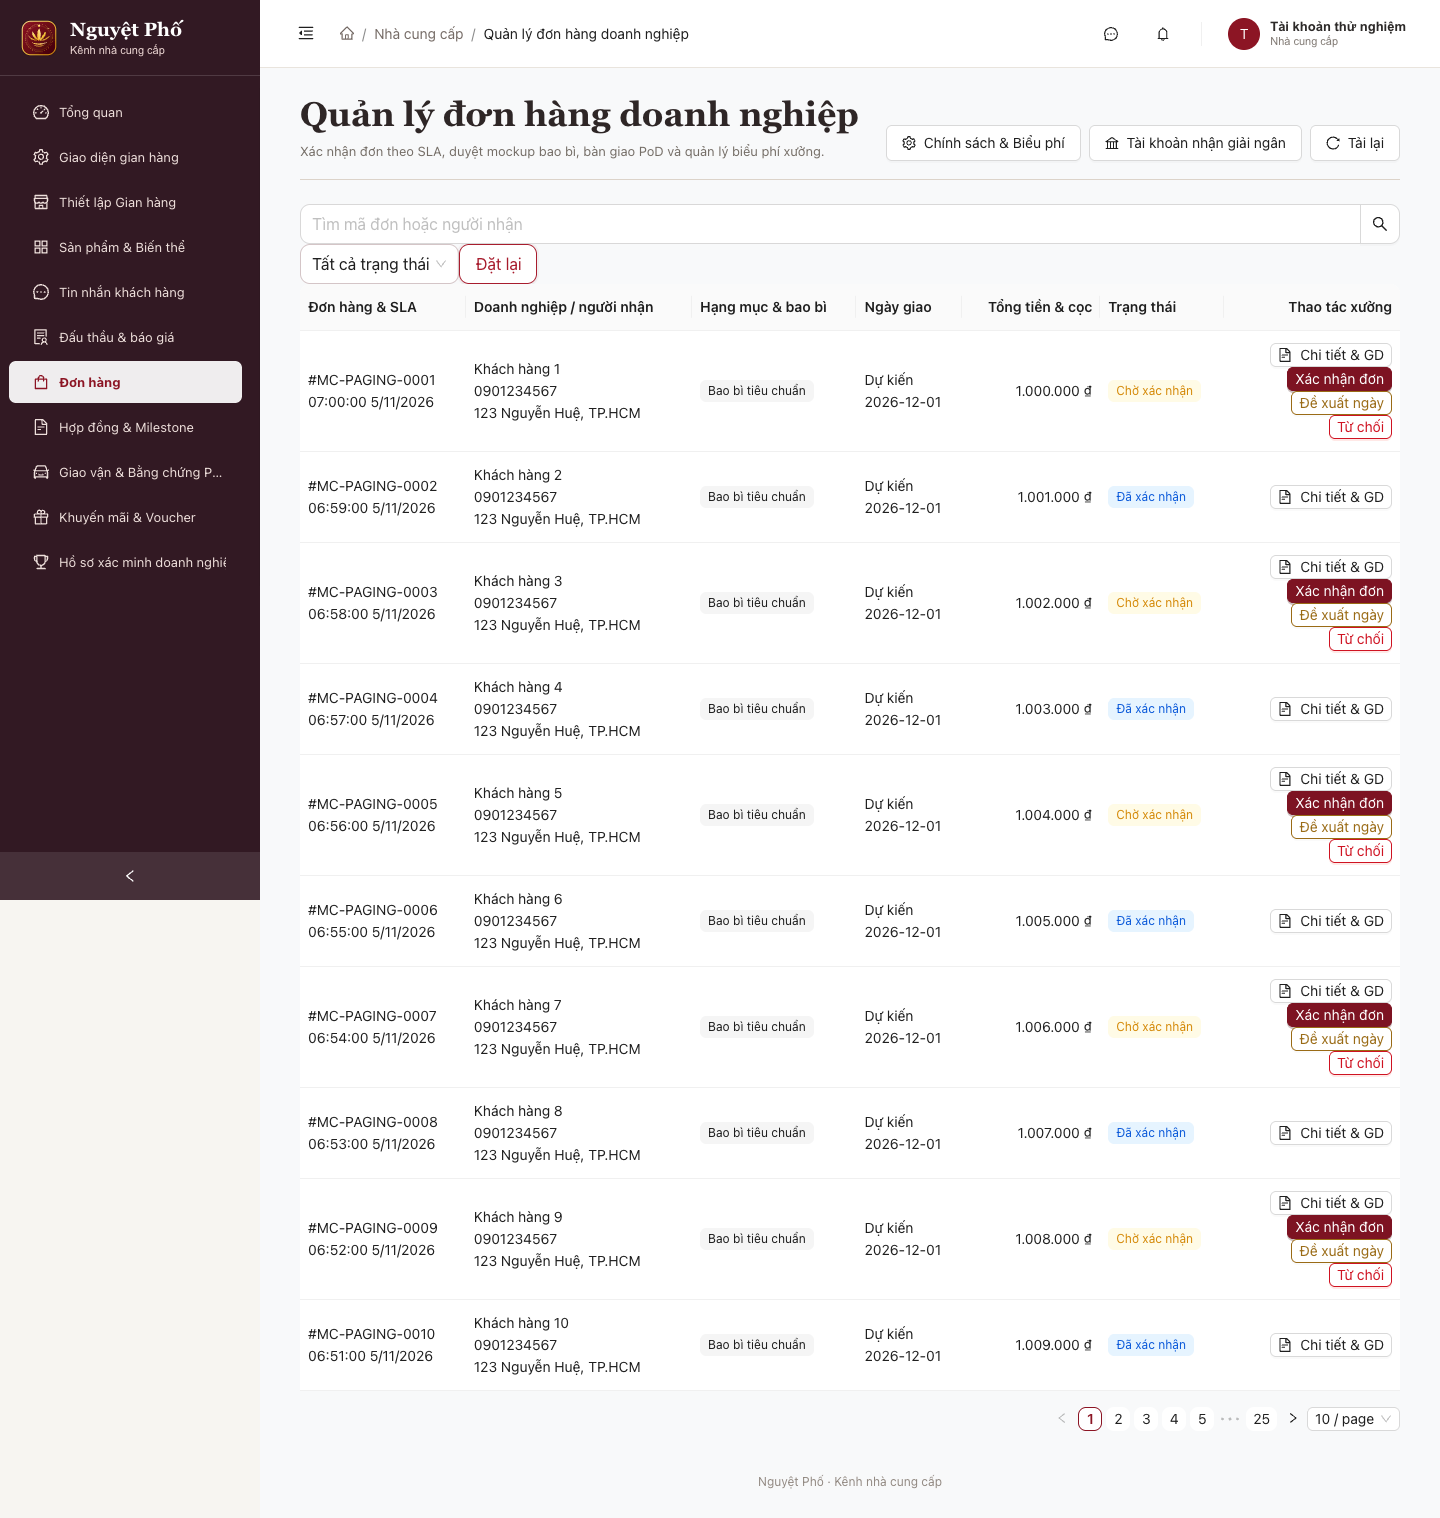 Nguyệt Phố
Kênh nhà cung cấp
Tổng quan
Giao diện gian hàng
Thiết lập Gian hàng
Sản phẩm & Biến thể
Tin nhắn khách hàng
Đấu thầu & báo giá
Đơn hàng
Hợp đồng & Milestone
Giao vận & Bằng chứng P...
Khuyến mãi & Voucher
Hồ sơ xác minh doanh nghiệ
/ Nhà cung cấp / Quản lý đơn hàng doanh nghiệp
T
Tài khoản thử nghiệm
Nhà cung cấp
Quản lý đơn hàng doanh nghiệp
Xác nhận đơn theo SLA, duyệt mockup bao bì, bàn giao PoD và quản lý biểu phí xưởng.
Chính sách & Biểu phí
Tài khoản nhận giải ngân
Tải lại
Tìm mã đơn hoặc người nhận
Tất cả trạng thái
Đặt lại
Đơn hàng & SLA
Doanh nghiệp / người nhận
Hạng mục & bao bì
Ngày giao
Tổng tiền & cọc
Trạng thái
Thao tác xưởng
#MC-PAGING-0001
07:00:00 5/11/2026
Khách hàng 1
0901234567
123 Nguyễn Huệ, TP.HCM
Bao bì tiêu chuẩn
Dự kiến
2026-12-01
1.000.000 ₫
Chờ xác nhận
Chi tiết & GD
Xác nhận đơn
Đề xuất ngày
Từ chối
#MC-PAGING-0002
06:59:00 5/11/2026
Khách hàng 2
0901234567
123 Nguyễn Huệ, TP.HCM
Bao bì tiêu chuẩn
Dự kiến
2026-12-01
1.001.000 ₫
Đã xác nhận
Chi tiết & GD
#MC-PAGING-0003
06:58:00 5/11/2026
Khách hàng 3
0901234567
123 Nguyễn Huệ, TP.HCM
Bao bì tiêu chuẩn
Dự kiến
2026-12-01
1.002.000 ₫
Chờ xác nhận
Chi tiết & GD
Xác nhận đơn
Đề xuất ngày
Từ chối
#MC-PAGING-0004
06:57:00 5/11/2026
Khách hàng 4
0901234567
123 Nguyễn Huệ, TP.HCM
Bao bì tiêu chuẩn
Dự kiến
2026-12-01
1.003.000 ₫
Đã xác nhận
Chi tiết & GD
#MC-PAGING-0005
06:56:00 5/11/2026
Khách hàng 5
0901234567
123 Nguyễn Huệ, TP.HCM
Bao bì tiêu chuẩn
Dự kiến
2026-12-01
1.004.000 ₫
Chờ xác nhận
Chi tiết & GD
Xác nhận đơn
Đề xuất ngày
Từ chối
#MC-PAGING-0006
06:55:00 5/11/2026
Khách hàng 6
0901234567
123 Nguyễn Huệ, TP.HCM
Bao bì tiêu chuẩn
Dự kiến
2026-12-01
1.005.000 ₫
Đã xác nhận
Chi tiết & GD
#MC-PAGING-0007
06:54:00 5/11/2026
Khách hàng 7
0901234567
123 Nguyễn Huệ, TP.HCM
Bao bì tiêu chuẩn
Dự kiến
2026-12-01
1.006.000 ₫
Chờ xác nhận
Chi tiết & GD
Xác nhận đơn
Đề xuất ngày
Từ chối
#MC-PAGING-0008
06:53:00 5/11/2026
Khách hàng 8
0901234567
123 Nguyễn Huệ, TP.HCM
Bao bì tiêu chuẩn
Dự kiến
2026-12-01
1.007.000 ₫
Đã xác nhận
Chi tiết & GD
#MC-PAGING-0009
06:52:00 5/11/2026
Khách hàng 9
0901234567
123 Nguyễn Huệ, TP.HCM
Bao bì tiêu chuẩn
Dự kiến
2026-12-01
1.008.000 ₫
Chờ xác nhận
Chi tiết & GD
Xác nhận đơn
Đề xuất ngày
Từ chối
#MC-PAGING-0010
06:51:00 5/11/2026
Khách hàng 10
0901234567
123 Nguyễn Huệ, TP.HCM
Bao bì tiêu chuẩn
Dự kiến
2026-12-01
1.009.000 ₫
Đã xác nhận
Chi tiết & GD
1 2 3 4 5 ••• 25 10 / page
Nguyệt Phố · Kênh nhà cung cấp